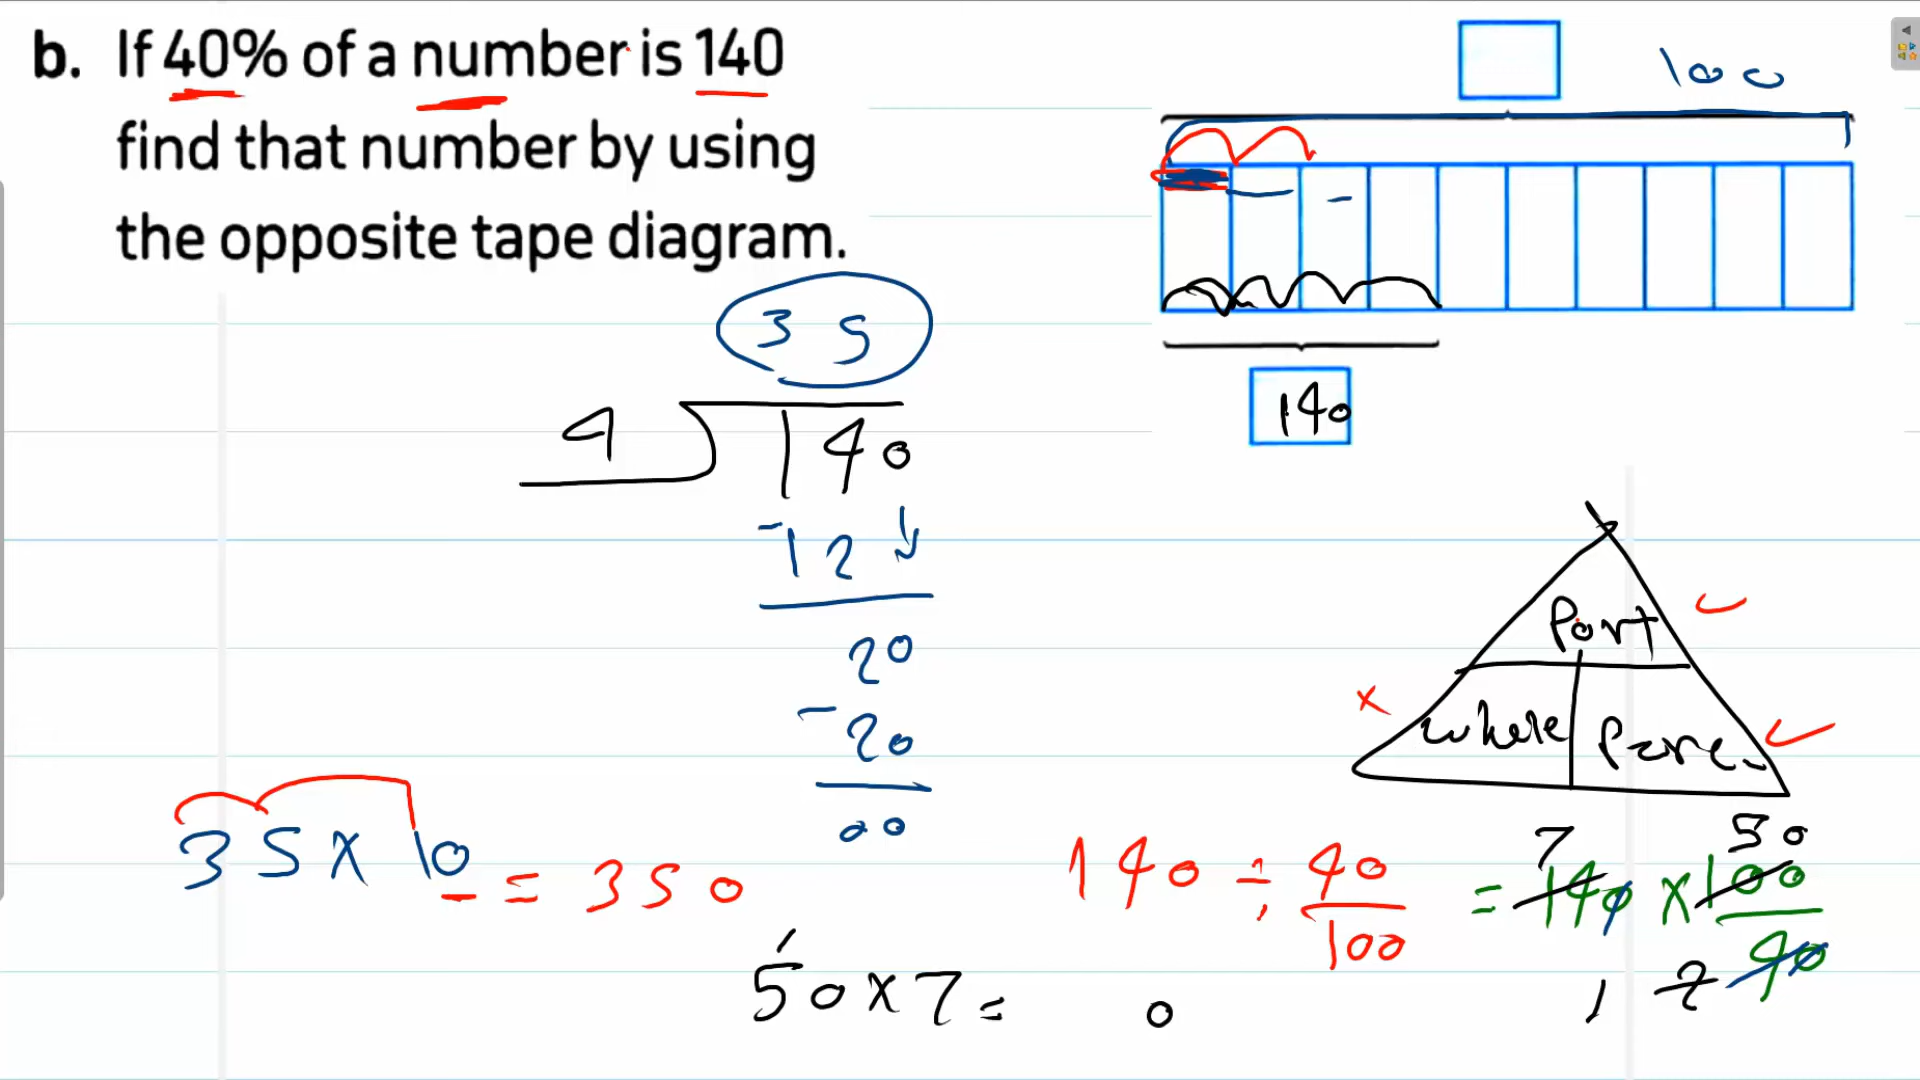 b. If 40% of a number is 140
find that number by using
the opposite tape diagram.
100
140
35
4 140
-12
20
-20
00
Part
whole Perc.
35 x 10 = 350
140 ÷ 40/100 = 140 x 100/40
7 50
1 2
1
50 x 7 = 0